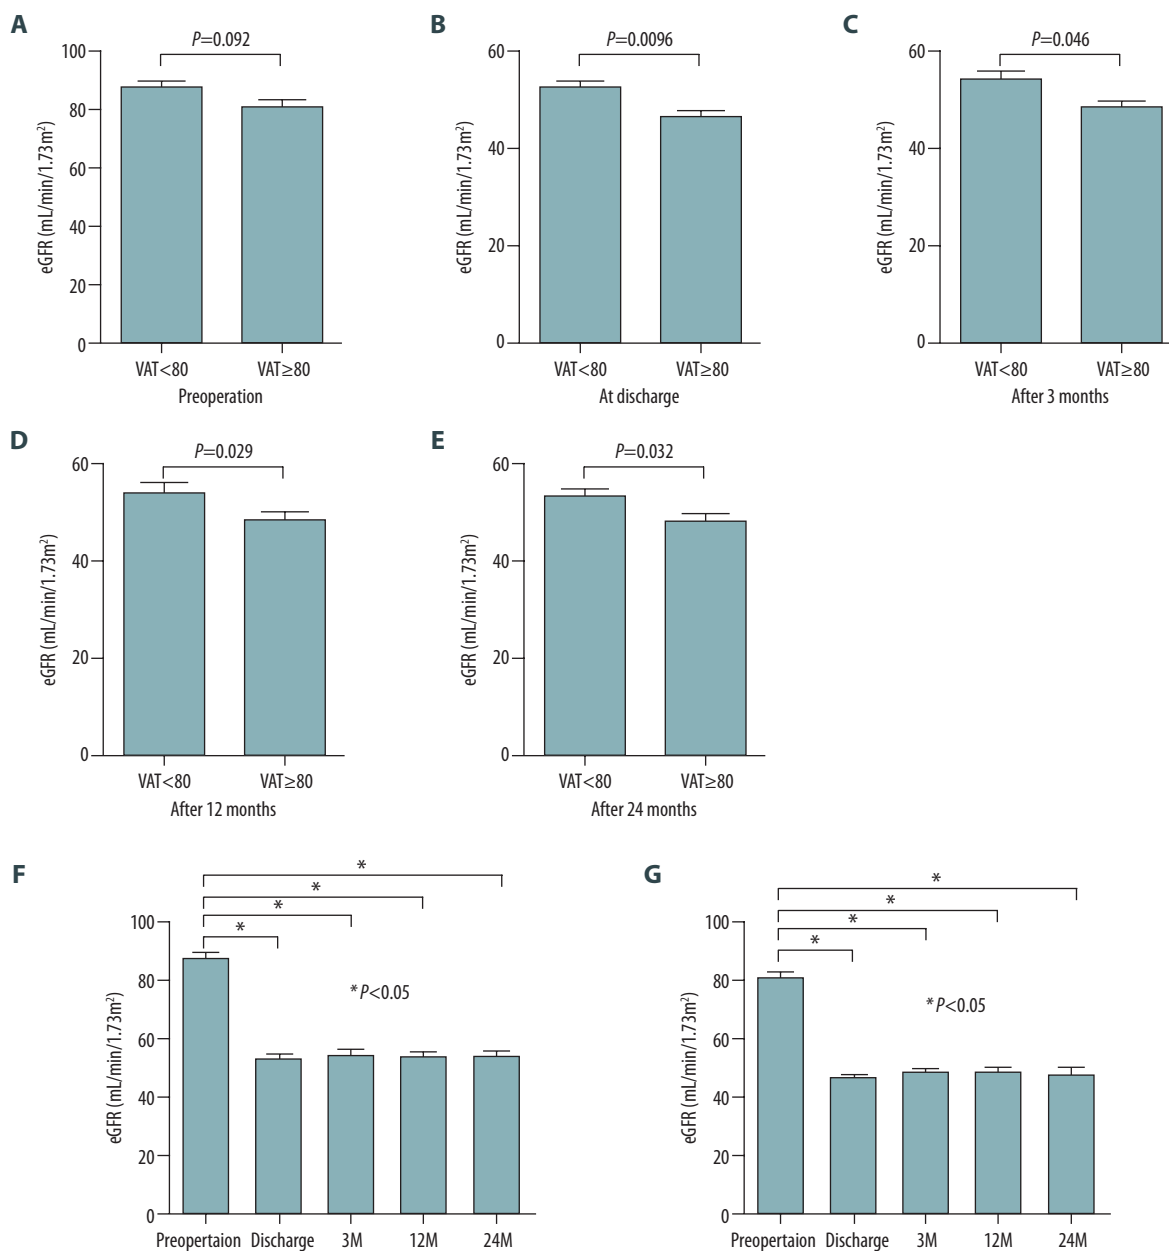 A
P=0.092
100
80
60
40
20
0
eGFR (mL/min/1.73m²)
VAT<80 VAT≥80
Preoperation
B
P=0.0096
60
40
20
0
eGFR (mL/min/1.73m²)
VAT<80 VAT≥80
At discharge
C
P=0.046
60
40
20
0
eGFR (mL/min/1.73m²)
VAT<80 VAT≥80
After 3 months
D
P=0.029
60
40
20
0
eGFR (mL/min/1.73m²)
VAT<80 VAT≥80
After 12 months
E
P=0.032
60
40
20
0
eGFR (mL/min/1.73m²)
VAT<80 VAT≥80
After 24 months
F
*
*
*
*
*P<0.05
100
80
60
40
20
0
eGFR (mL/min/1.73m²)
Preopertaion Discharge 3M 12M 24M
G
*
*
*
*
*P<0.05
100
80
60
40
20
0
eGFR (mL/min/1.73m²)
Preopertaion Discharge 3M 12M 24M